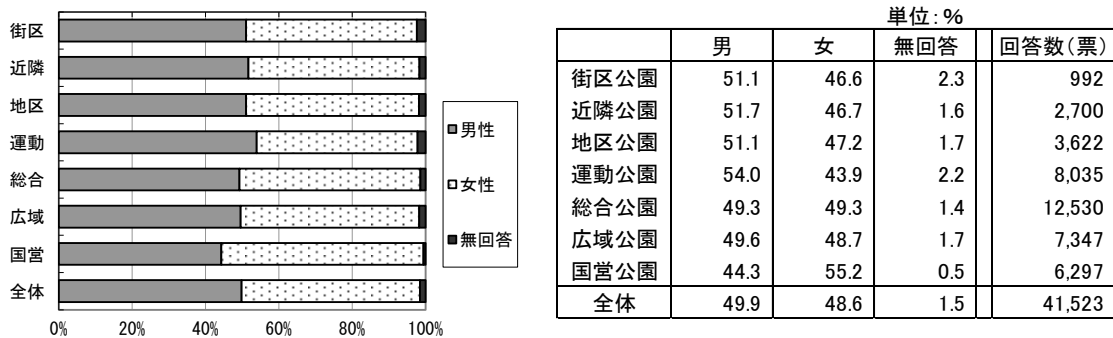 街区
近隣
地区
運動
総合
広域
国営
全体
0% 20% 40% 60% 80% 100%
男性
女性
無回答
単位:%
男 女 無回答 回答数(票)
街区公園 51.1 46.6 2.3 992
近隣公園 51.7 46.7 1.6 2,700
地区公園 51.1 47.2 1.7 3,622
運動公園 54.0 43.9 2.2 8,035
総合公園 49.3 49.3 1.4 12,530
広域公園 49.6 48.7 1.7 7,347
国営公園 44.3 55.2 0.5 6,297
全体 49.9 48.6 1.5 41,523